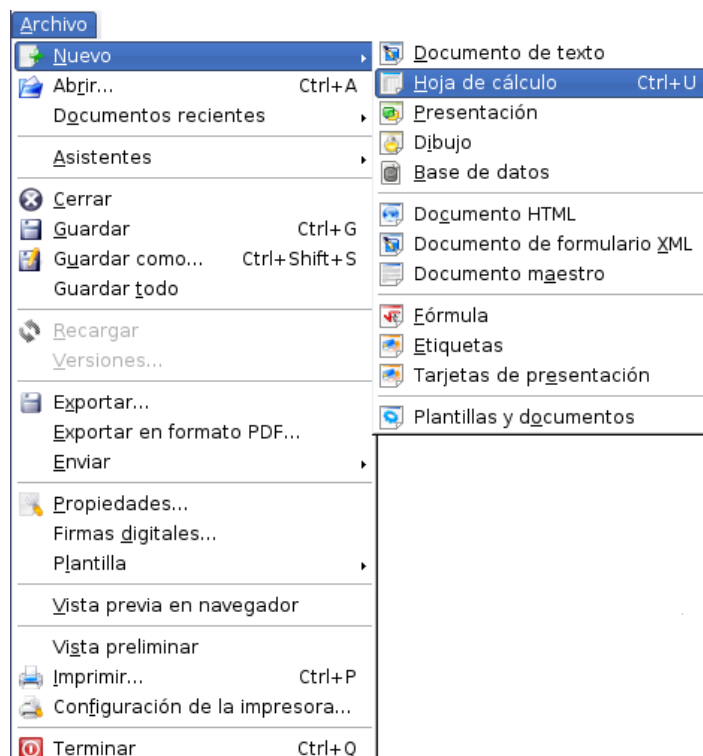 Archivo
Nuevo
Abrir... Ctrl+A
Documentos recientes
Asistentes
Cerrar
Guardar Ctrl+G
Guardar como... Ctrl+Shift+S
Guardar todo
Recargar
Versiones...
Exportar...
Exportar en formato PDF...
Enviar
Propiedades...
Firmas digitales...
Plantilla
Vista previa en navegador
Vista preliminar
Imprimir... Ctrl+P
Configuración de la impresora...
Terminar Ctrl+Q
Documento de texto
Hoja de cálculo Ctrl+U
Presentación
Dibujo
Base de datos
Documento HTML
Documento de formulario XML
Documento maestro
Fórmula
Etiquetas
Tarjetas de presentación
Plantillas y documentos